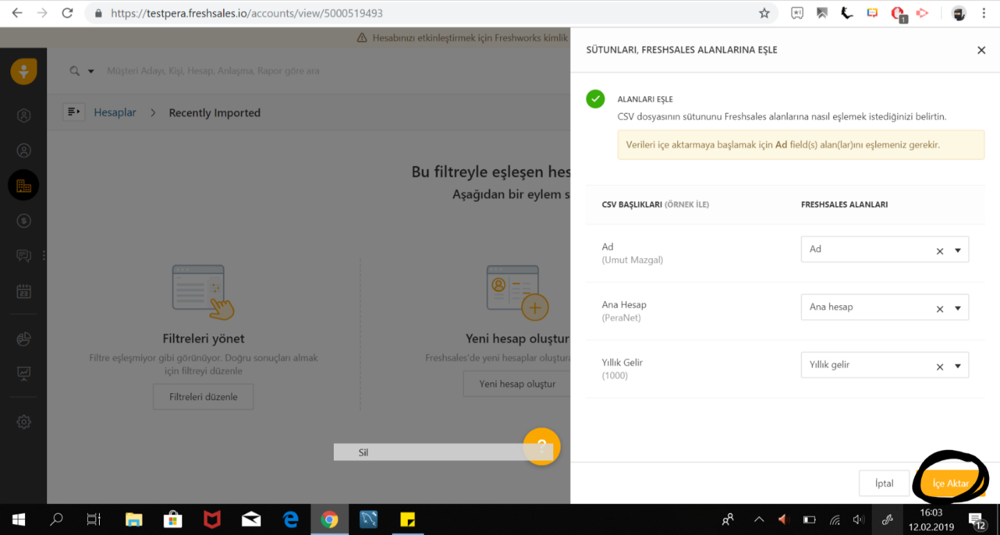 https://testpera.freshsales.io/accounts/view/5000519493
1
Hesabınızı etkinleştirmek için Freshworks kimlik
Müşteri Adayı, Kişi, Hesap, Anlaşma, Rapor göre ara
Hesaplar > Recently Imported
Bu filtreyle eşleşen hes
Aşağıdan bir eylem s
23
Filtreleri yönet
Filtre eşleşmiyor gibi görünüyor. Doğru sonuçları almak
için filtreyi düzenle
Filtreleri düzenle
Yeni hesap oluştur
Freshsales'de yeni hesaplar oluştura
Yeni hesap oluştur
Sil
?
SÜTUNLARI, FRESHSALES ALANLARINA EŞLE
ALANLARI EŞLE
CSV dosyasının sütununu Freshsales alanlarına nasıl eşlemek istediğinizi belirtin.
Verileri içe aktarmaya başlamak için Ad field(s) alan(lar)ını eşlemeniz gerekir.
CSV BAŞLIKLARI (ÖRNEK İLE) FRESHSALES ALANLARI
Ad
(Umut Mazgal)
Ad
Ana Hesap
(PeraNet)
Ana hesap
Yıllık Gelir
(1000)
Yıllık gelir
İptal
İçe Aktar
16:03
12.02.2019
12